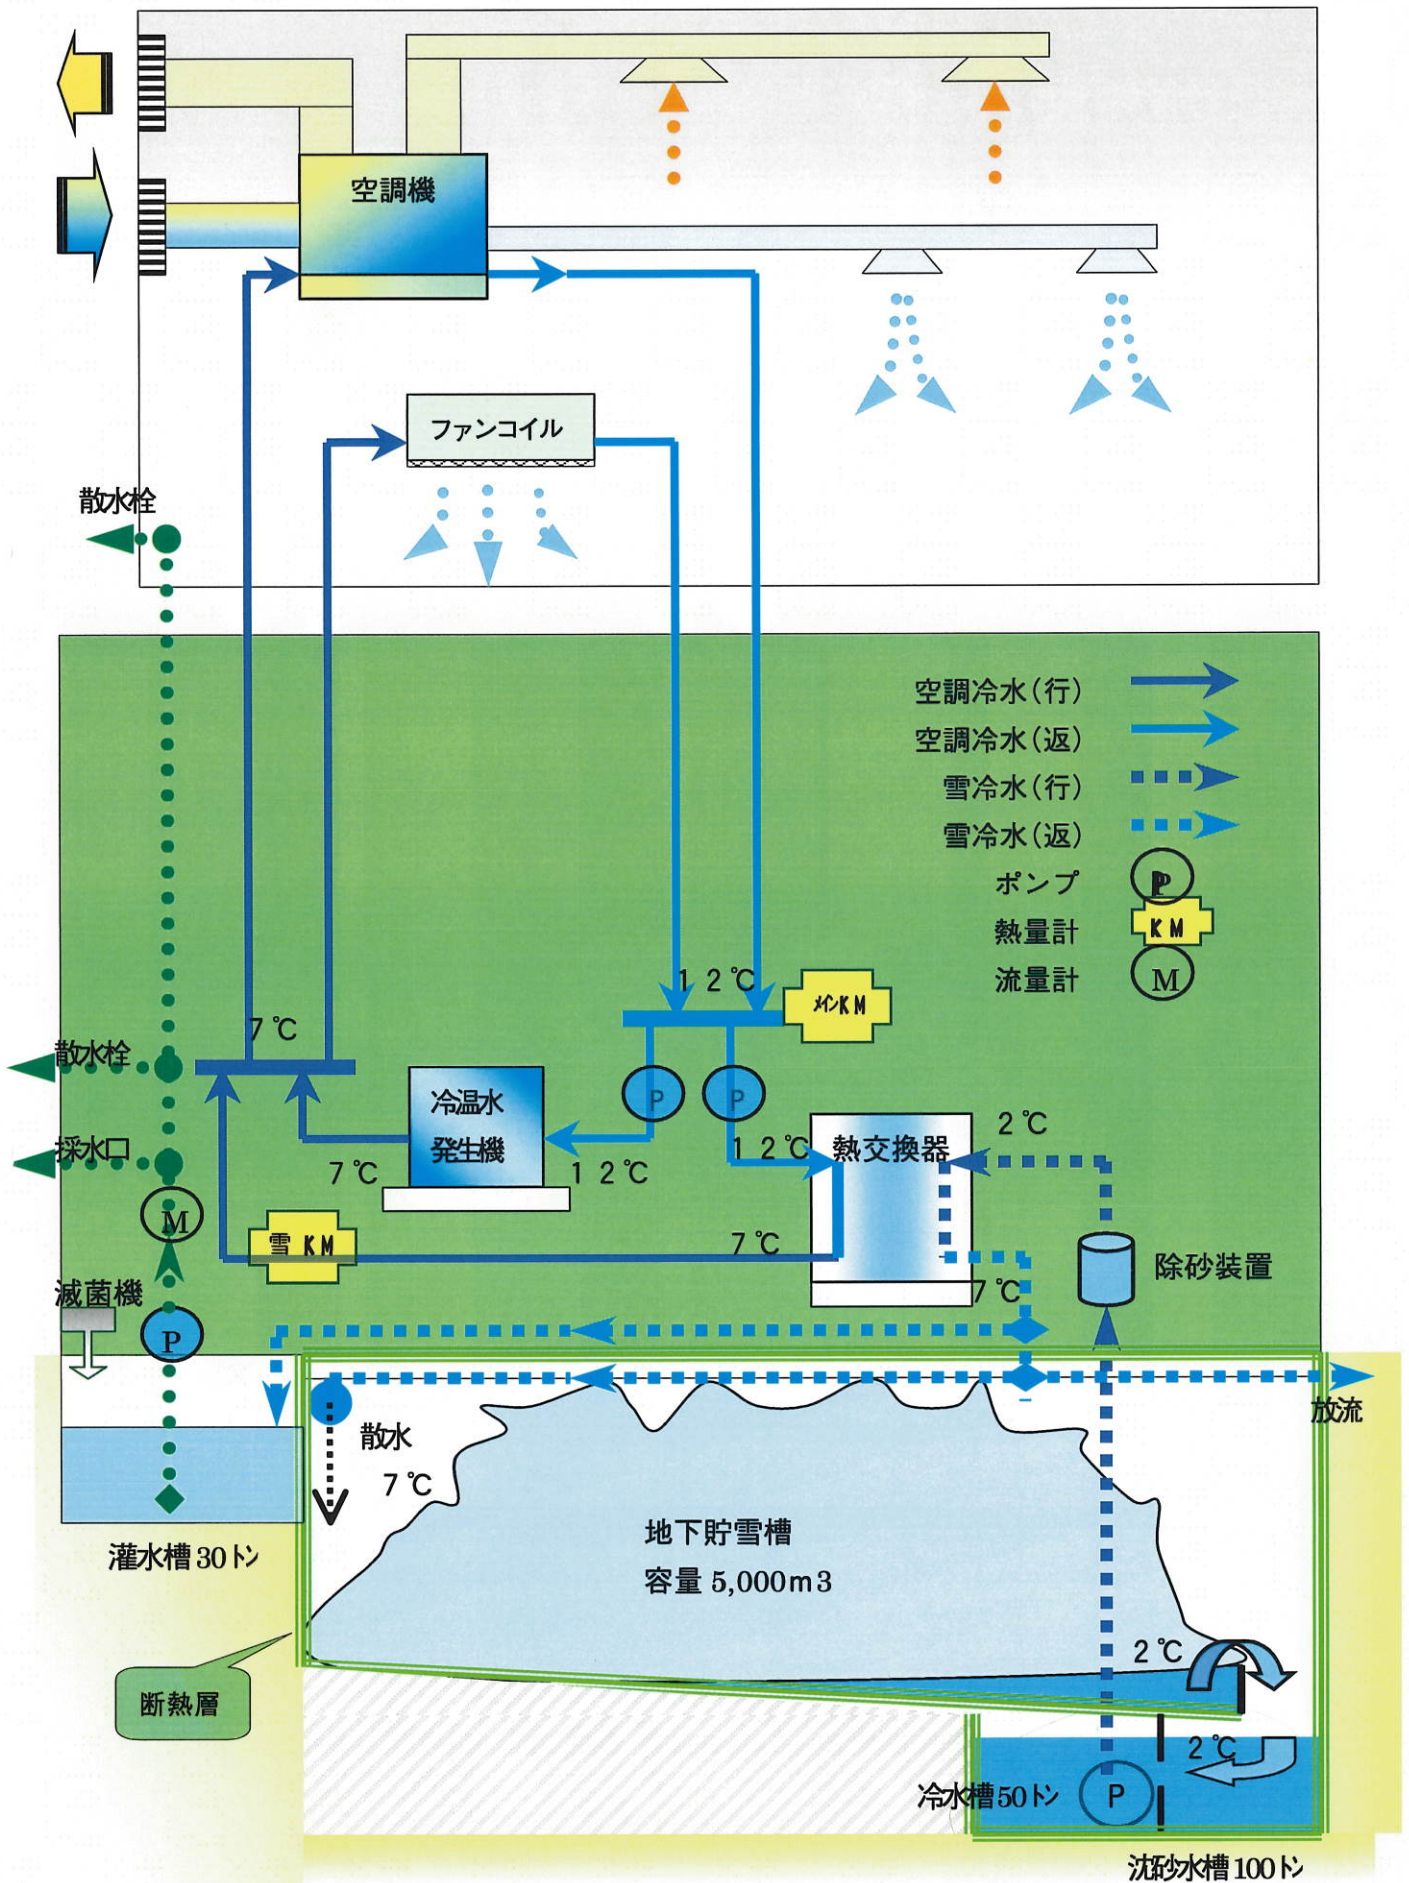 空調機
ファンコイル
散水栓
空調冷水(行)
空調冷水(返)
雪冷水(行)
雪冷水(返)
ポンプ
P
熱量計
KM
流量計
M
12℃
メインKM
7℃
散水栓
冷温水
発生機
P
P
採水口
7℃
12℃
12℃
熱交換器
2℃
M
雪 KM
7℃
7℃
除砂装置
滅菌機
P
放流
散水
7℃
地下貯雪槽
容量 5,000m3
灌水槽30トン
断熱層
2℃
2℃
冷水槽50トン
P
沈砂水槽100トン